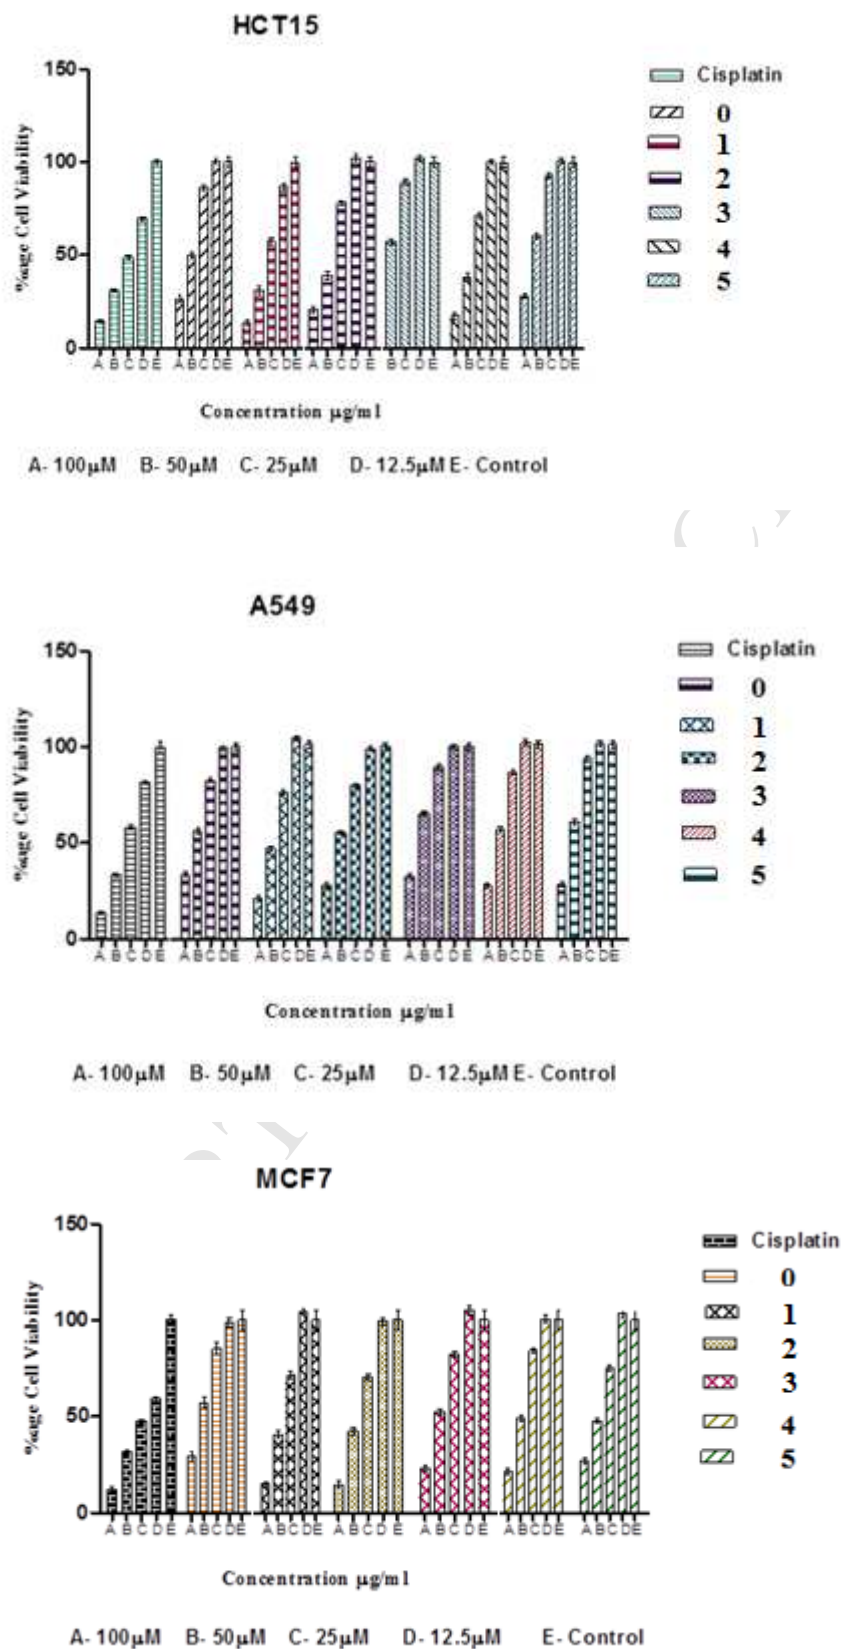 HCT15
150
100
50
0
%age Cell Viability
A B C D E A B C D E A B C D E A B C D E B C D E A B C D E A B C D E
Concentration μg/ml
Cisplatin
0
1
2
3
4
5
A- 100μM B- 50μM C- 25μM D- 12.5μM E- Control
A549
150
100
50
0
%age Cell Viability
A B C D E A B C D E A B C D E A B C D E A B C D E A B C D E A B C D E
Concentration μg/ml
Cisplatin
0
1
2
3
4
5
A- 100μM B- 50μM C- 25μM D- 12.5μM E- Control
MCF7
150
100
50
0
%age Cell Viability
A B C D E A B C D E A B C D E A B C D E A B C D E A B C D E A B C D E
Concentration μg/ml
Cisplatin
0
1
2
3
4
5
A- 100μM B- 50μM C- 25μM D- 12.5μM E- Control